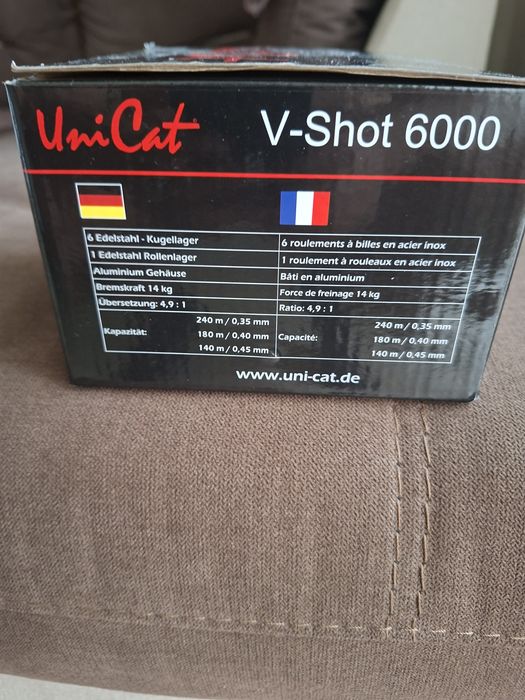 UniCat V-Shot 6000
6 Edelstahl - Kugellager
1 Edelstahl Rollenlager
Aluminium Gehäuse
Bremskraft 14 kg
Übersetzung: 4,9 : 1
Kapazität:
240 m / 0,35 mm
180 m / 0,40 mm
140 m / 0,45 mm
6 roulements à billes en acier inox
1 roulement à rouleaux en acier inox
Bâti en aluminium
Force de freinage 14 kg
Ratio: 4,9 : 1
Capacité:
240 m / 0,35 mm
180 m / 0,40 mm
140 m / 0,45 mm
www.uni-cat.de